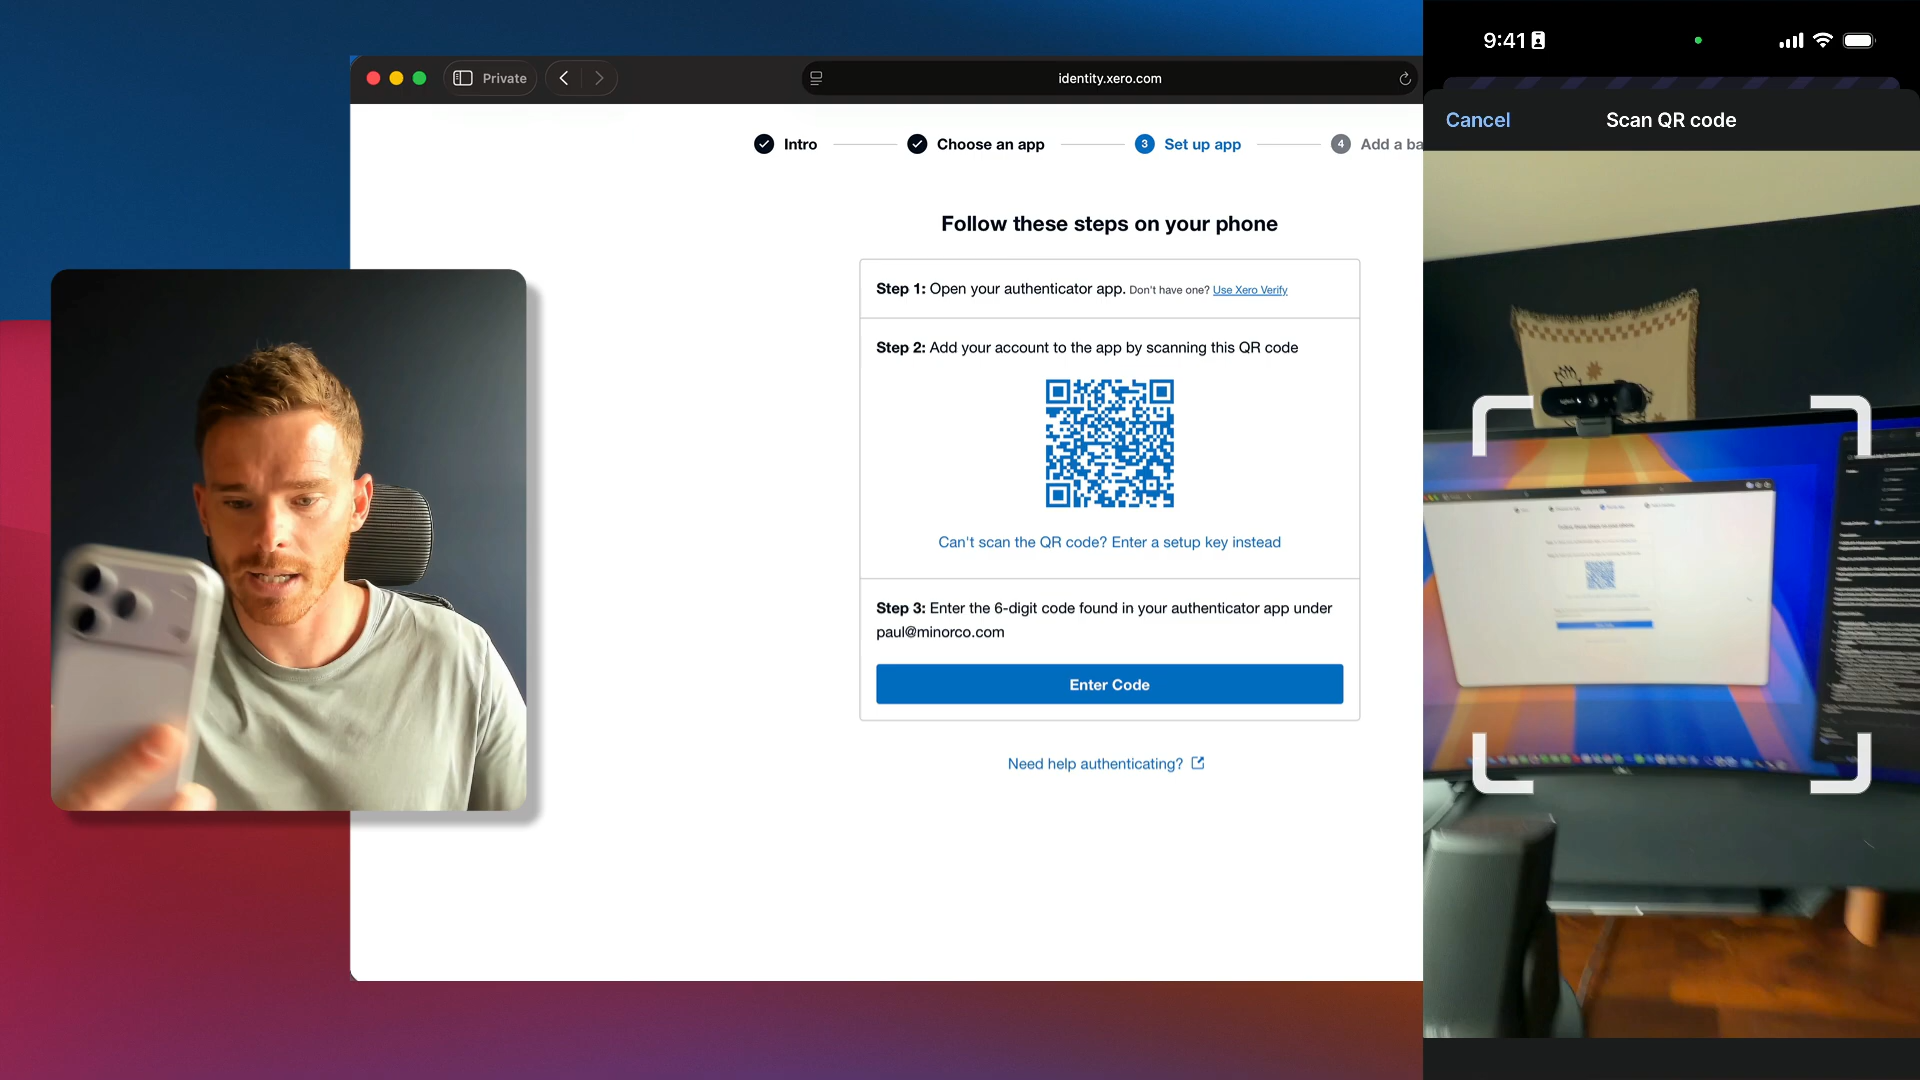 Private
identity.xero.com
Intro
Choose an app
3 Set up app
4 Add a ba
Follow these steps on your phone
Step 1: Open your authenticator app. Don't have one? Use Xero Verify
Step 2: Add your account to the app by scanning this QR code
Can't scan the QR code? Enter a setup key instead
Step 3: Enter the 6-digit code found in your authenticator app under
paul@minorco.com
Enter Code
Need help authenticating?
9:41
Cancel
Scan QR code